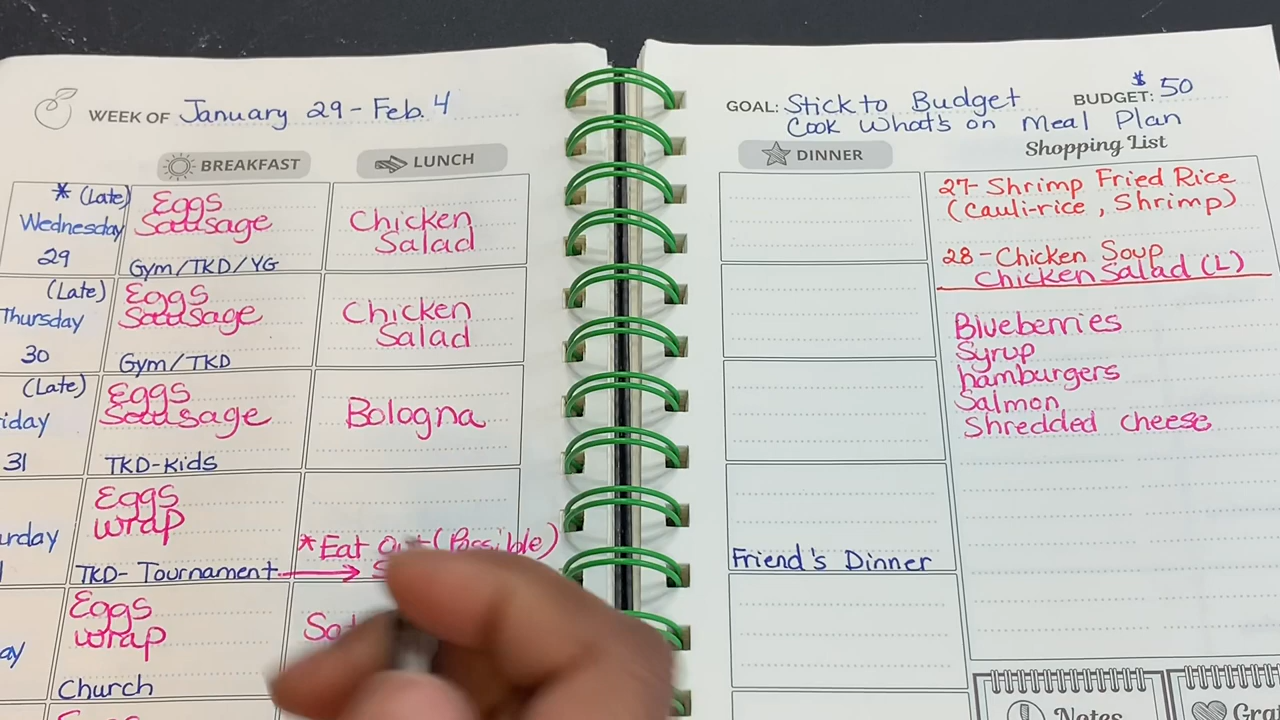 WEEK OF January 29 - Feb. 4
BREAKFAST
LUNCH
* (Late)
Wednesday
29
Eggs
Sausage
Gym/TKD/YG
Chicken
Salad
(Late)
Thursday
30
Eggs
Sausage
Gym/TKD
Chicken
Salad
(Late)
iday
31
Eggs
Sausage
TKD-Kids
Bologna
urday
1
Eggs
wrap
TKD- Tournament
*Eat Out (Possible)
ay
Eggs
wrap
Church
GOAL: Stick to Budget
Cook What's on Meal Plan
BUDGET: $50
DINNER
Friend's Dinner
Shopping List
27- Shrimp Fried Rice
(Cauli-rice, Shrimp)
28- Chicken Soup
Chicken Salad (L)
Blueberries
Syrup
hamburgers
Salmon
Shredded cheese
Notes
Gra